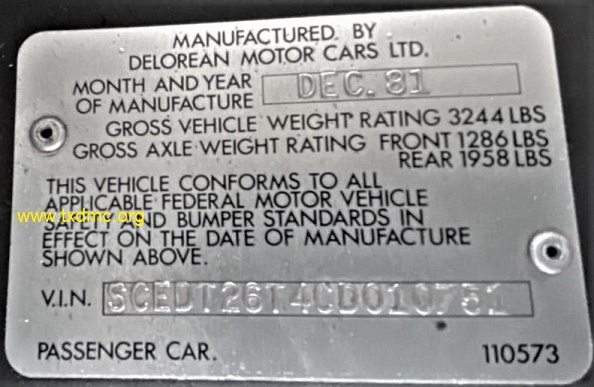 MANUFACTURED BY
DELOREAN MOTOR CARS LTD.
MONTH AND YEAR
OF MANUFACTURE DEC. 81
GROSS VEHICLE WEIGHT RATING 3244 LBS
GROSS AXLE WEIGHT RATING FRONT 1286 LBS
REAR 1958 LBS
THIS VEHICLE CONFORMS TO ALL
APPLICABLE FEDERAL MOTOR VEHICLE
www.txdmc.org
SAFETY AND BUMPER STANDARDS IN
EFFECT ON THE DATE OF MANUFACTURE
SHOWN ABOVE.
V.I.N. SCEDT26T4CD010751
PASSENGER CAR. 110573